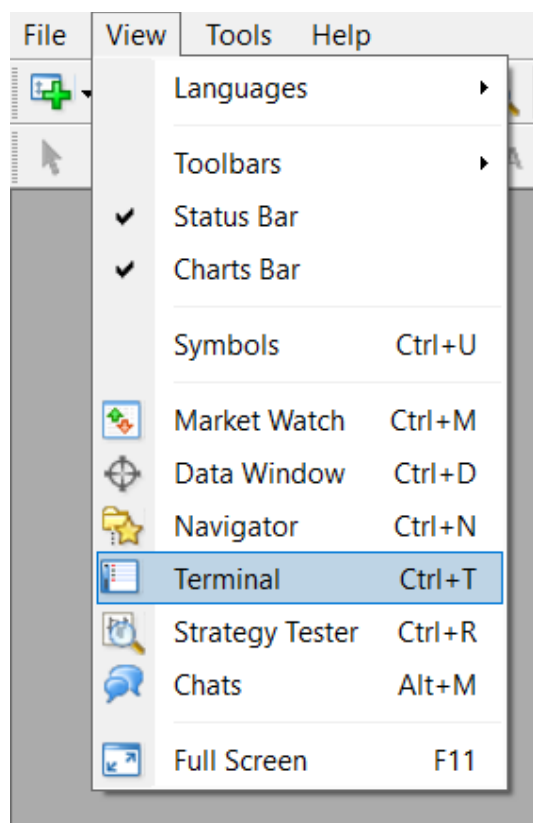 File View Tools Help
Languages
Toolbars
Status Bar
Charts Bar
Symbols Ctrl+U
Market Watch Ctrl+M
Data Window Ctrl+D
Navigator Ctrl+N
Terminal Ctrl+T
Strategy Tester Ctrl+R
Chats Alt+M
Full Screen F11